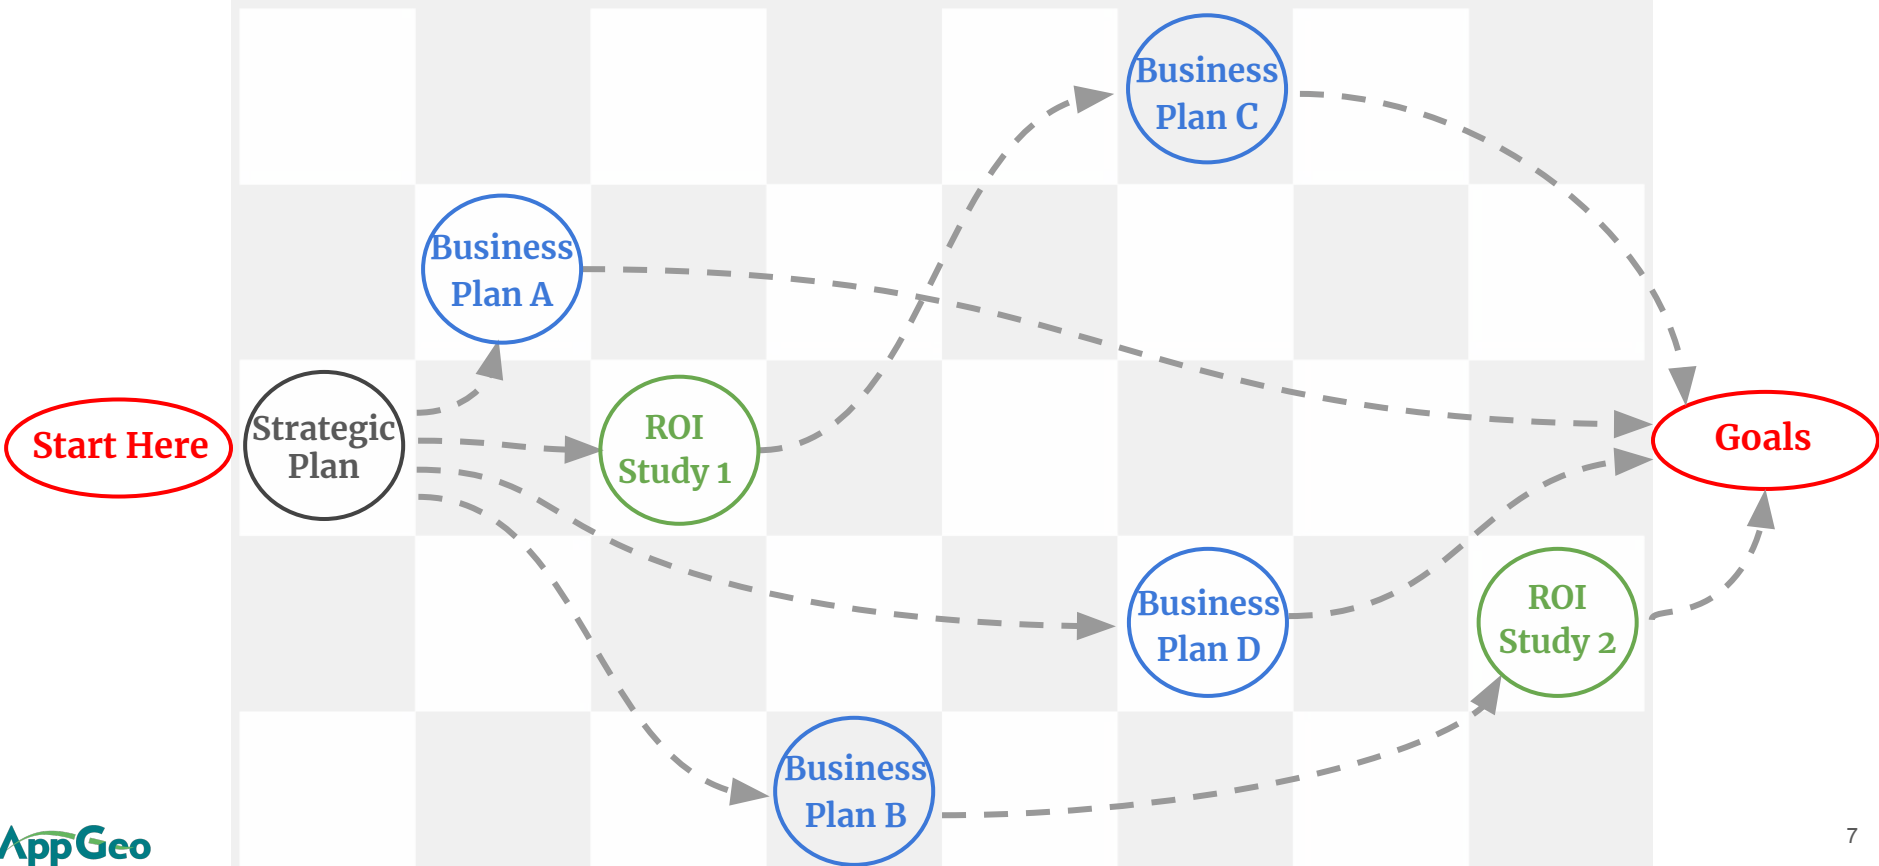 Start Here
Strategic
Plan
Business
Plan A
ROI
Study 1
Business
Plan C
Business
Plan D
Business
Plan B
ROI
Study 2
Goals
AppGeo
7